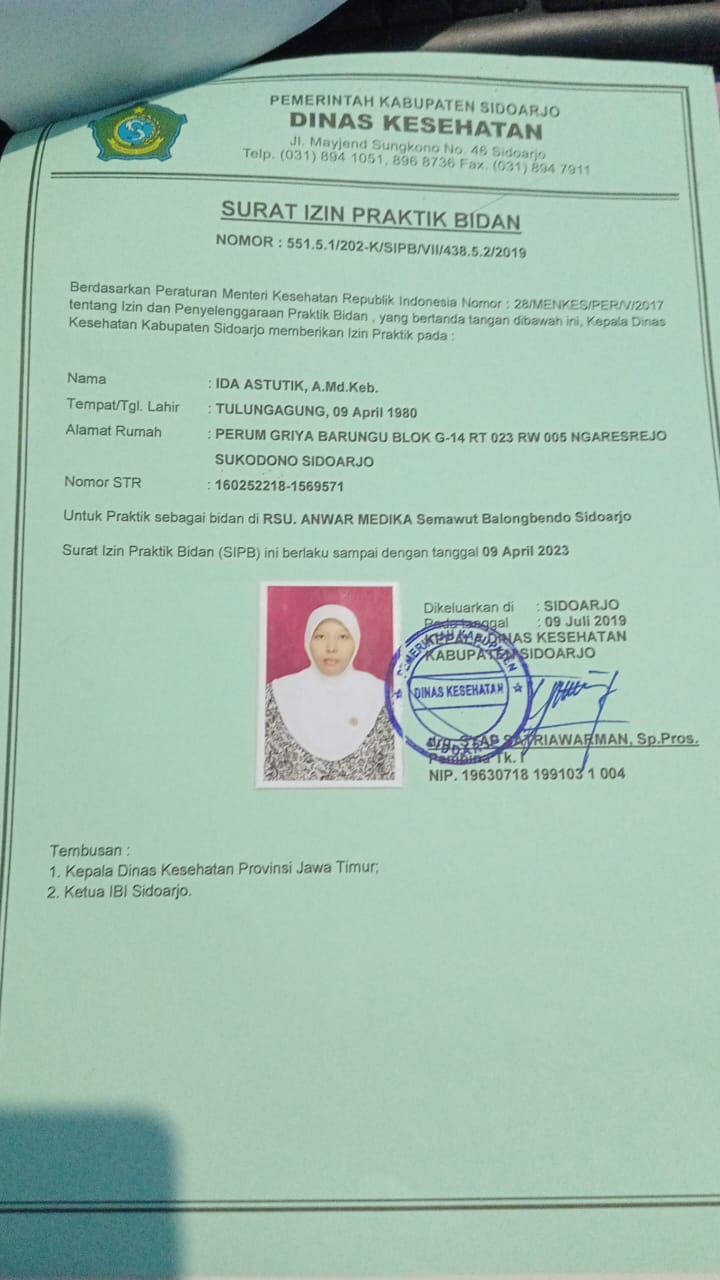 PEMERINTAH KABUPATEN SIDOARJO
DINAS KESEHATAN
Jl. Mayjend Sungkono No. 46 Sidoarjo
Telp. (031) 894 1051, 896 8736 Fax. (031) 894 7911
SURAT IZIN PRAKTIK BIDAN
NOMOR : 551.5.1/202-K/SIPB/VII/438.5.2/2019
Berdasarkan Peraturan Menteri Kesehatan Republik Indonesia Nomor : 28/MENKES/PER/V/2017
tentang Izin dan Penyelenggaraan Praktik Bidan , yang bertanda tangan dibawah ini, Kepala Dinas
Kesehatan Kabupaten Sidoarjo memberikan Izin Praktik pada :
Nama : IDA ASTUTIK, A.Md.Keb.
Tempat/Tgl. Lahir : TULUNGAGUNG, 09 April 1980
Alamat Rumah : PERUM GRIYA BARUNGU BLOK G-14 RT 023 RW 005 NGARESREJO
SUKODONO SIDOARJO
Nomor STR : 160252218-1569571
Untuk Praktik sebagai bidan di RSU. ANWAR MEDIKA Semawut Balongbendo Sidoarjo
Surat Izin Praktik Bidan (SIPB) ini berlaku sampai dengan tanggal 09 April 2023
Dikeluarkan di : SIDOARJO
Pada tanggal : 09 Juli 2019
KEPALA DINAS KESEHATAN
KABUPATEN SIDOARJO
PEMERINTAH KABUPATEN
DINAS KESEHATAN
SIDOARJO
drg. SATRIAWARMAN, Sp.Pros.
Pembina Tk. I
NIP. 19630718 199103 1 004
Tembusan :
1. Kepala Dinas Kesehatan Provinsi Jawa Timur;
2. Ketua IBI Sidoarjo.